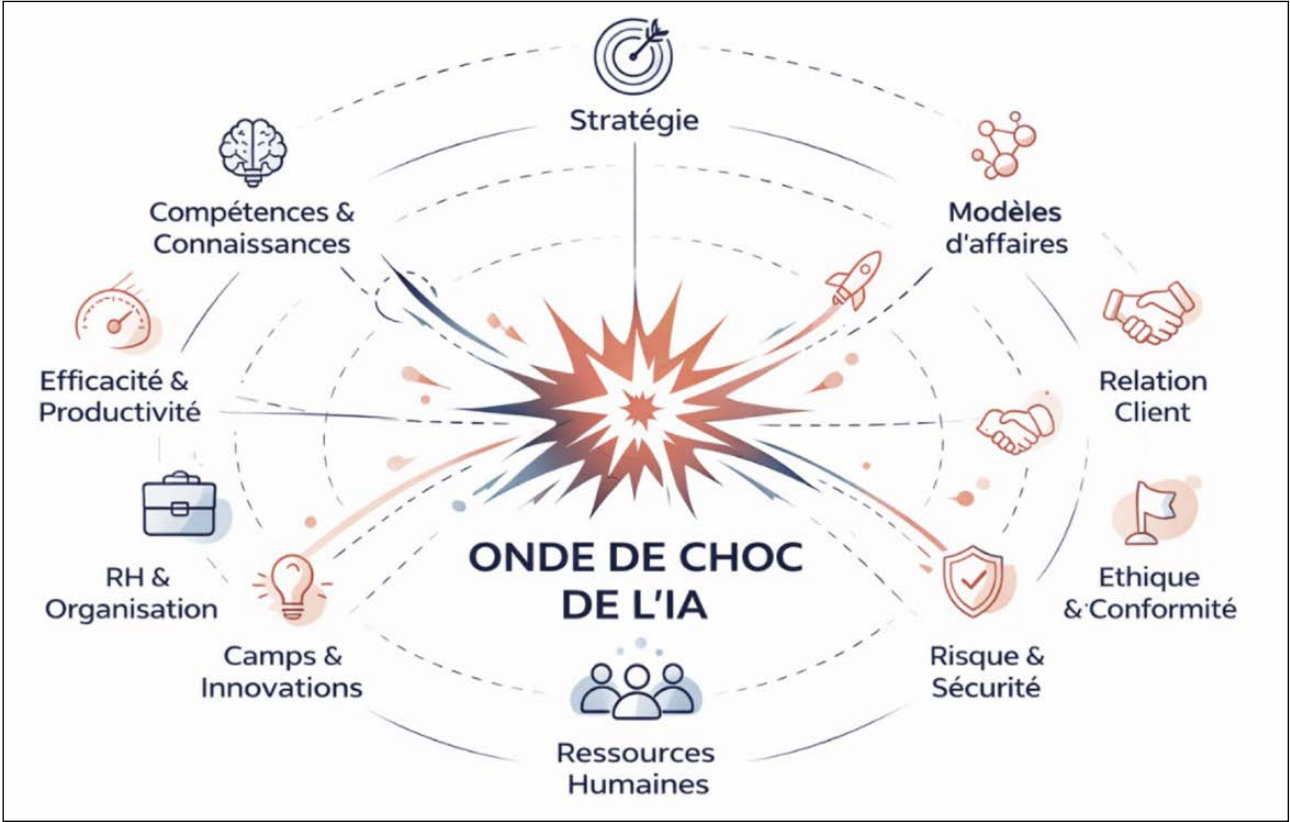 Stratégie
Compétences &
Connaissances
Modèles
d'affaires
Efficacité &
Productivité
Relation
Client
ONDE DE CHOC
DE L'IA
RH &
Organisation
Ethique
& Conformité
Camps &
Innovations
Risque &
Sécurité
Ressources
Humaines